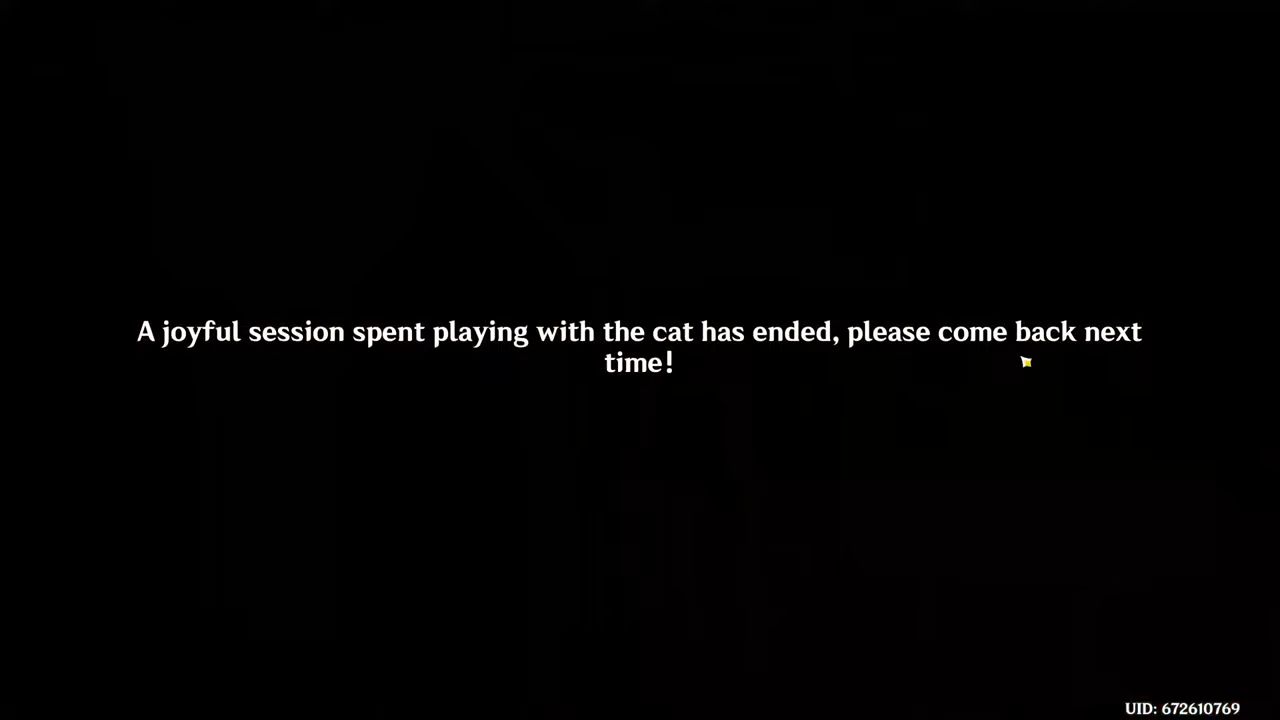 A joyful session spent playing with the cat has ended, please come back next
time!
UID: 672610769